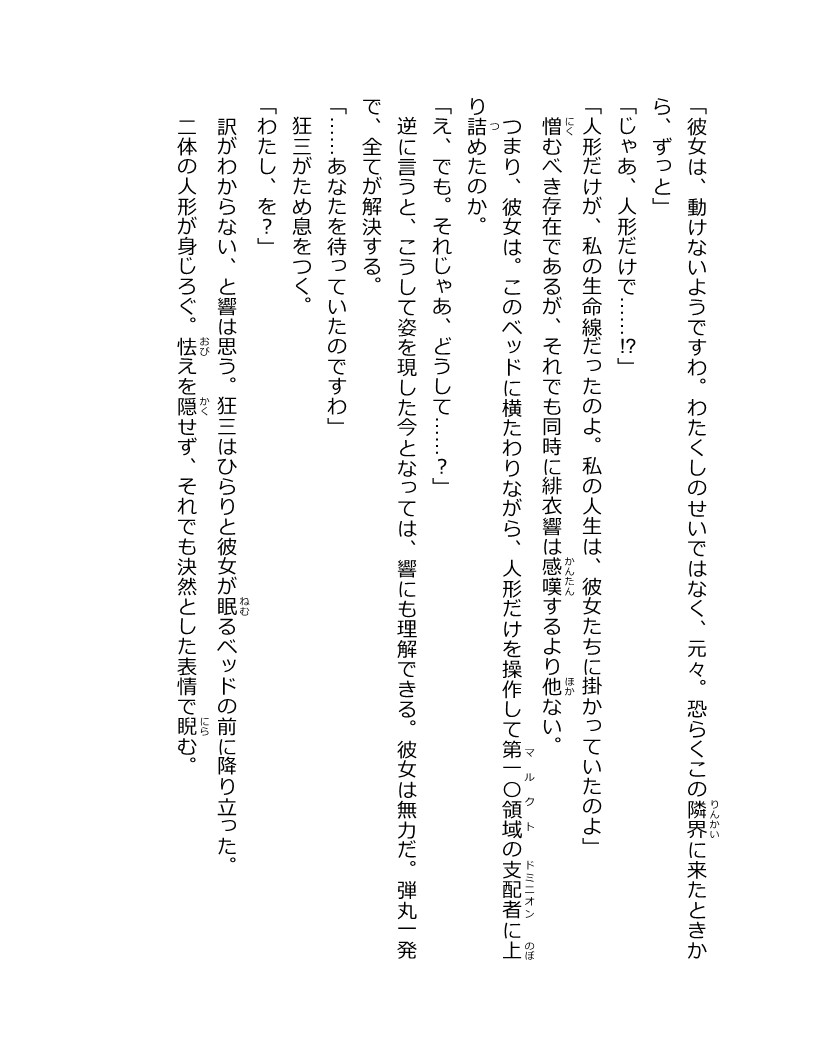 「彼女は、動けないようですわ。わたくしのせいではなく、元々。恐らくこの隣界に来たときか
ら、ずっと」
「じゃあ、人形だけで……!?」
「人形だけが、私の生命線だったのよ。私の人生は、彼女たちに掛かっていたのよ」
憎むべき存在であるが、それでも同時に緋衣響は感嘆するより他ない。
つまり、彼女は。このベッドに横たわりながら、人形だけを操作して第一〇領域の支配者に上
り詰めたのか。
「え、でも。それじゃあ、どうして……?」
逆に言うと、こうして姿を現した今となっては、響にも理解できる。彼女は無力だ。弾丸一発
で、全てが解決する。
「……あなたを待っていたのですわ」
狂三がため息をつく。
「わたし、を?」
訳がわからない、と響は思う。狂三はひらりと彼女が眠るベッドの前に降り立った。
二体の人形が身じろぐ。怯えを隠せず、それでも決然とした表情で睨む。